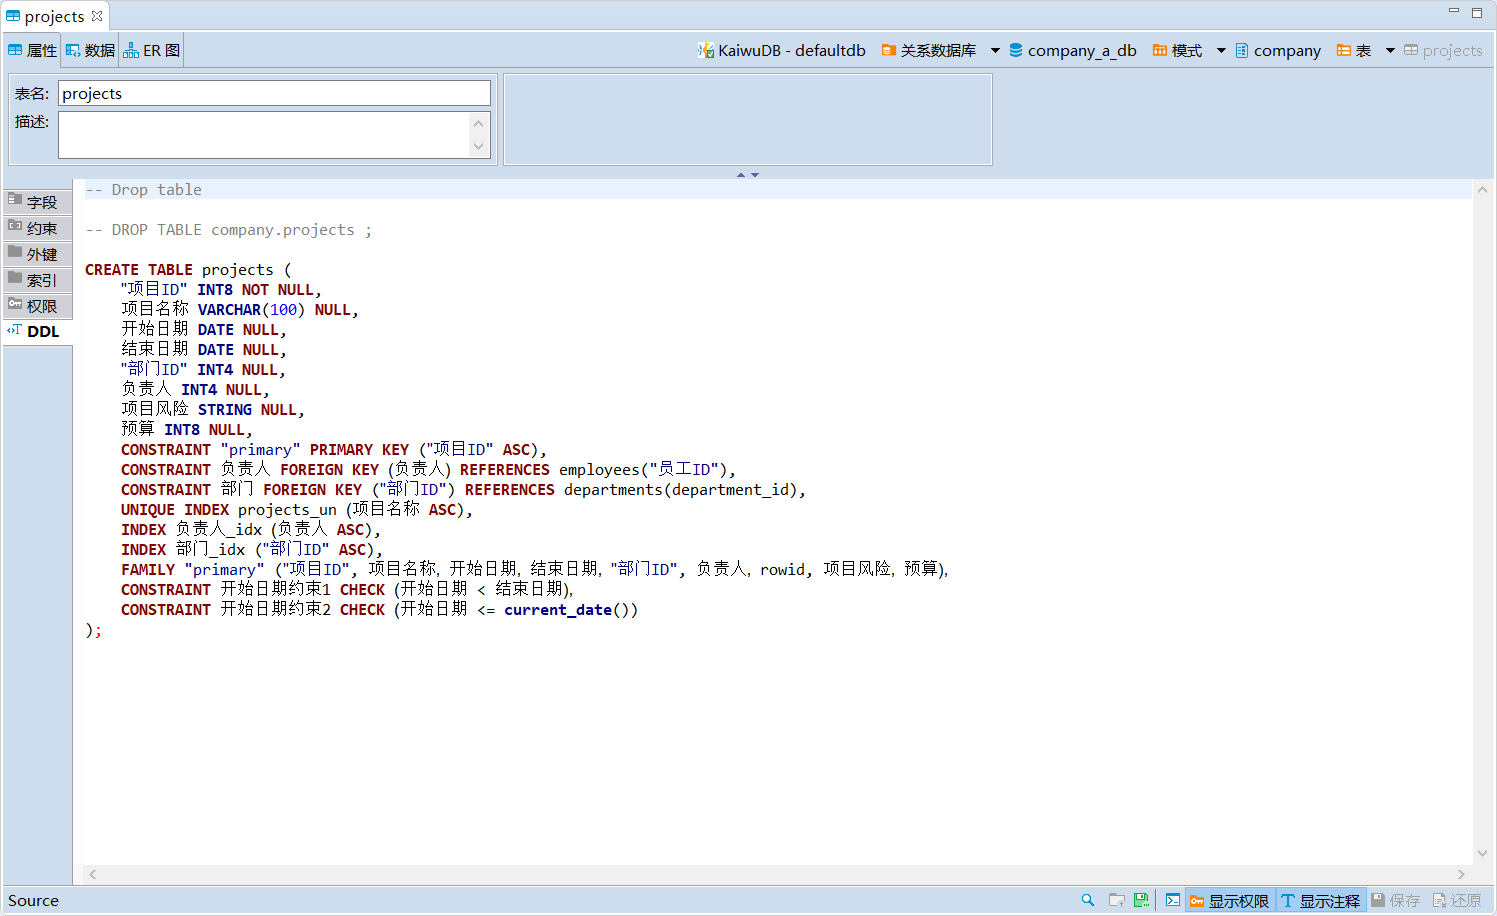 projects
属性 数据 ER 图 KaiwuDB - defaultdb 关系数据库 company_a_db 模式 company 表 projects
表名: projects
描述:
字段
约束
外键
索引
权限
DDL
-- Drop table
-- DROP TABLE company.projects ;
CREATE TABLE projects (
"项目ID" INT8 NOT NULL,
项目名称 VARCHAR(100) NULL,
开始日期 DATE NULL,
结束日期 DATE NULL,
"部门ID" INT4 NULL,
负责人 INT4 NULL,
项目风险 STRING NULL,
预算 INT8 NULL,
CONSTRAINT "primary" PRIMARY KEY ("项目ID" ASC),
CONSTRAINT 负责人 FOREIGN KEY (负责人) REFERENCES employees("员工ID"),
CONSTRAINT 部门 FOREIGN KEY ("部门ID") REFERENCES departments(department_id),
UNIQUE INDEX projects_un (项目名称 ASC),
INDEX 负责人_idx (负责人 ASC),
INDEX 部门_idx ("部门ID" ASC),
FAMILY "primary" ("项目ID", 项目名称, 开始日期, 结束日期, "部门ID", 负责人, rowid, 项目风险, 预算),
CONSTRAINT 开始日期约束1 CHECK (开始日期 < 结束日期),
CONSTRAINT 开始日期约束2 CHECK (开始日期 <= current_date())
);
Source 显示权限 显示注释 保存 还原